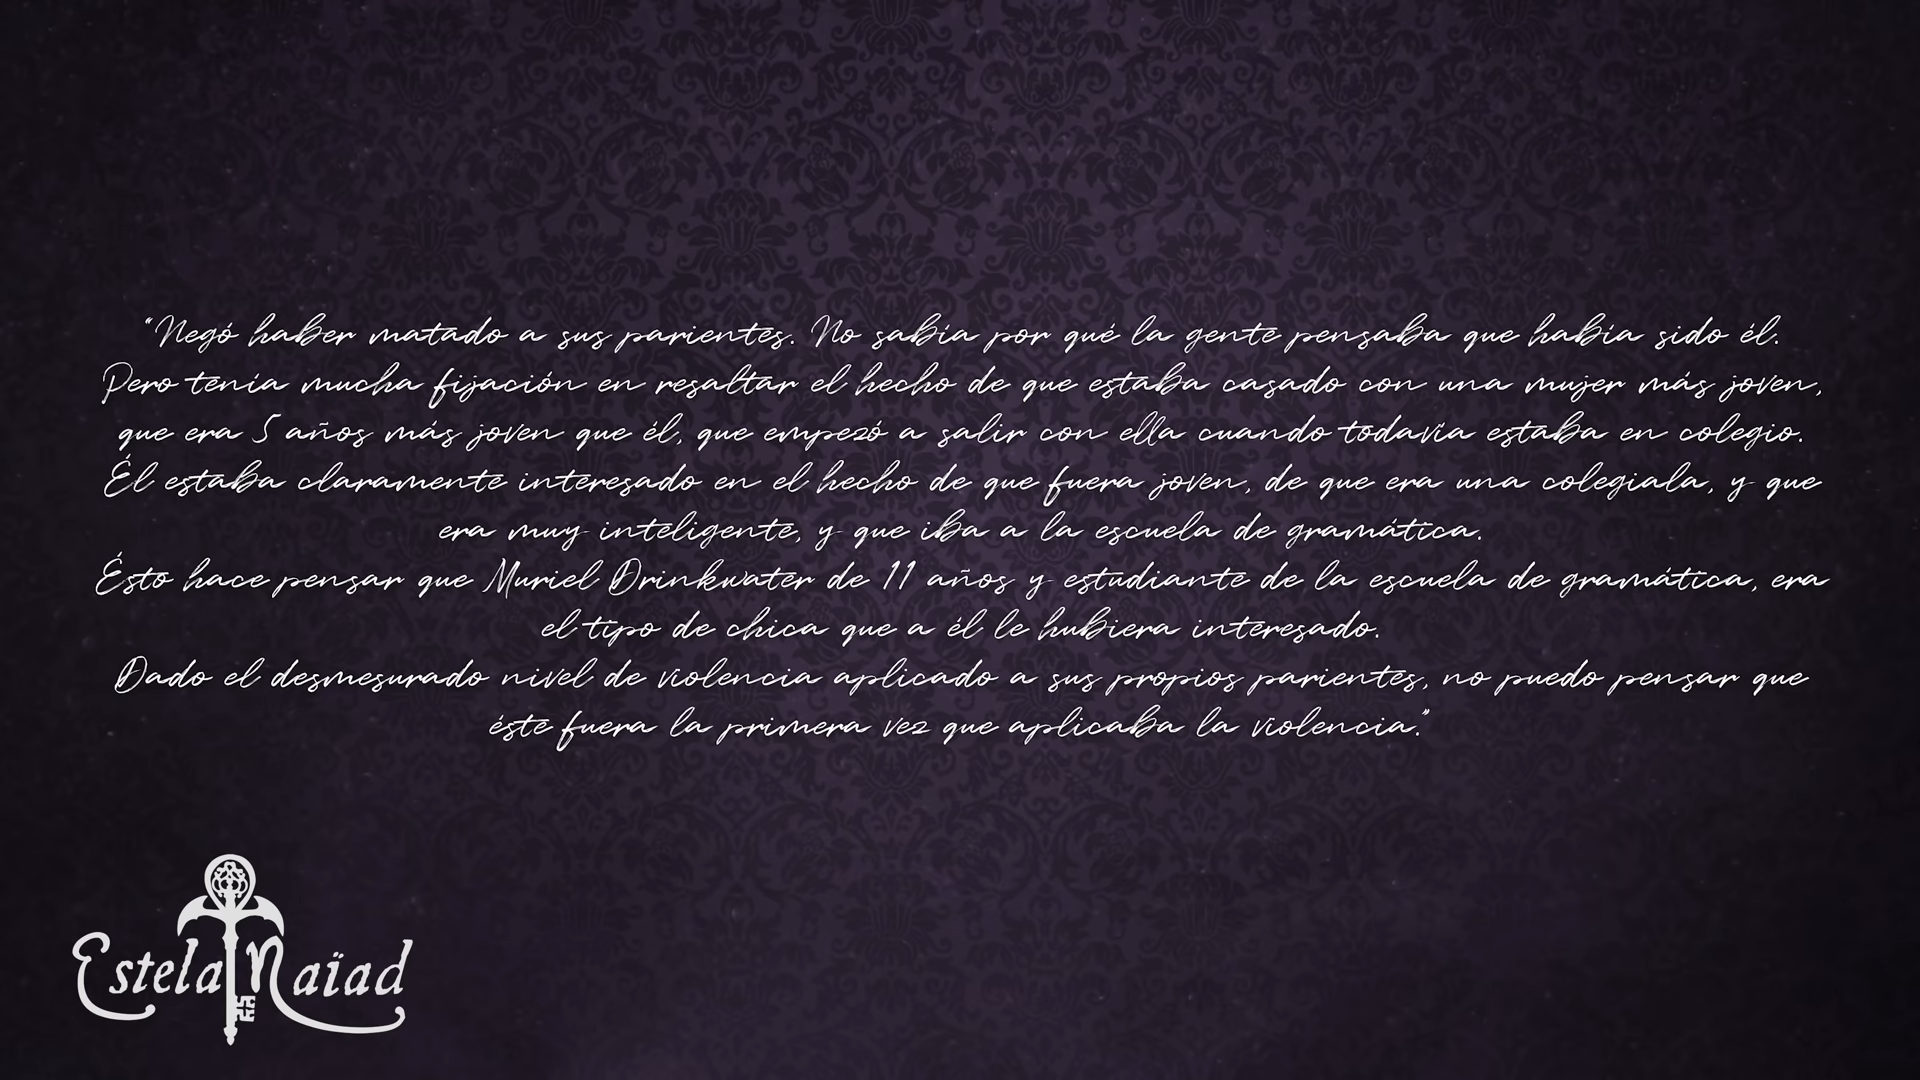 “Negó haber matado a sus parientes. No sabía por qué la gente pensaba que había sido él.
Pero tenía mucha fijación en resaltar el hecho de que estaba casado con una mujer más joven,
que era 5 años más joven que él, que empezó a salir con ella cuando todavía estaba en colegio.
Él estaba claramente interesado en el hecho de que fuera joven, de que era una colegiala, y que
era muy inteligente, y que iba a la escuela de gramática.
Ésto hace pensar que Muriel Drinkwater de 11 años y estudiante de la escuela de gramática, era
el tipo de chica que a él le hubiera interesado.
Dado el desmesurado nivel de violencia aplicado a sus propios parientes, no puedo pensar que
éste fuera la primera vez que aplicaba la violencia.”
Estela Naïad